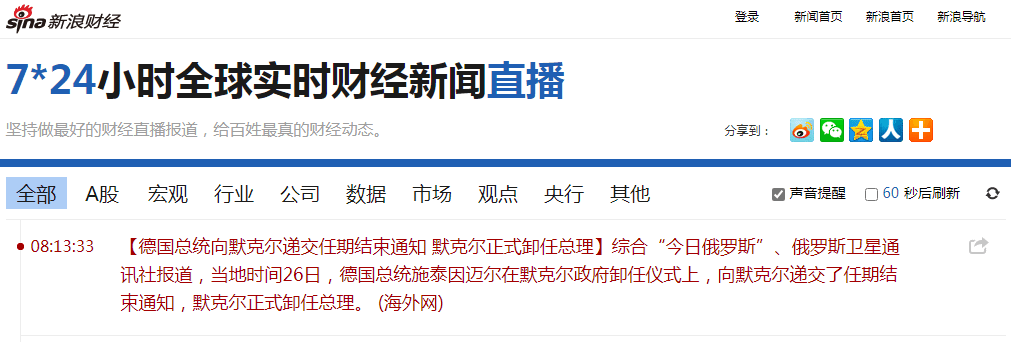 sina 新浪财经
登录 新闻首页 新浪首页 新浪导航
7*24小时全球实时财经新闻直播
坚持做最好的财经直播报道，给百姓最真的财经动态。
分享到：
全部 A股 宏观 行业 公司 数据 市场 观点 央行 其他
声音提醒 60 秒后刷新
08:13:33 【德国总统向默克尔递交任期结束通知 默克尔正式卸任总理】综合“今日俄罗斯”、俄罗斯卫星通
讯社报道，当地时间26日，德国总统施泰因迈尔在默克尔政府卸任仪式上，向默克尔递交了任期结
束通知，默克尔正式卸任总理。 (海外网)